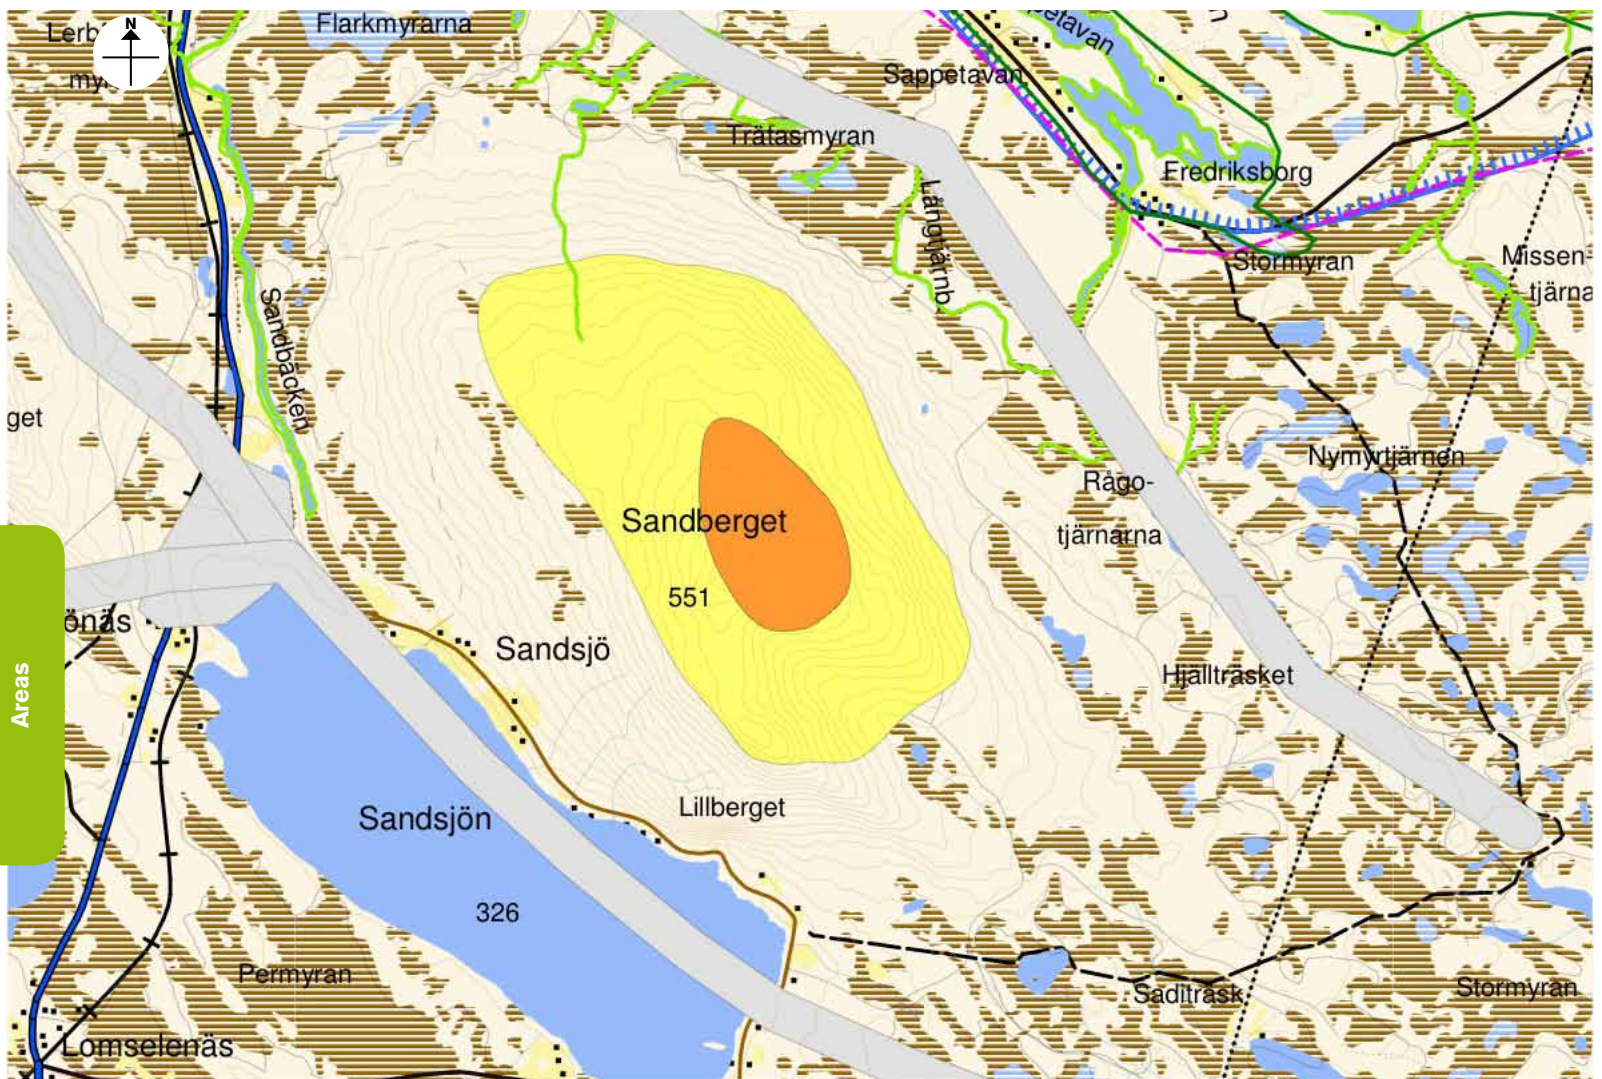 N
Flarkmyrarna
Sappetavan
Trätasmyran
Fredriksborg
Långtjärnb.
Stormyran
Missen-
tjärna
Sandbäcken
get
Nymyrtjärnen
Rågo-
tjärnarna
Sandberget
551
önäs
Sandsjö
Hjällträsket
Areas
Sandsjön
Lillberget
326
Permyran
Saditräsk
Stormyran
Lomselenäs